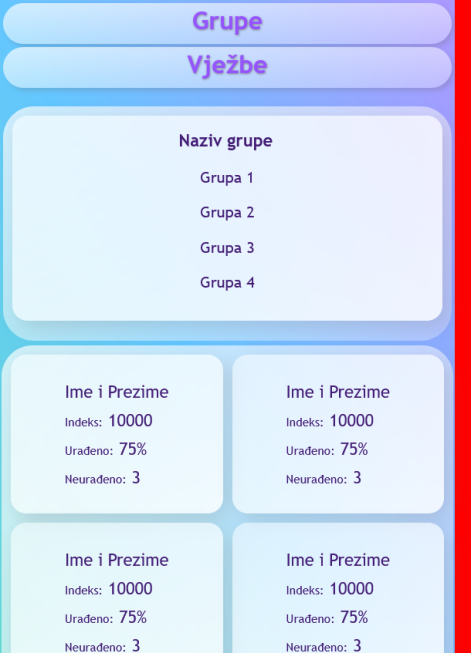 Grupe
Vježbe
Naziv grupe
Grupa 1
Grupa 2
Grupa 3
Grupa 4
Ime i Prezime
Indeks: 10000
Urađeno: 75%
Neurađeno: 3
Ime i Prezime
Indeks: 10000
Urađeno: 75%
Neurađeno: 3
Ime i Prezime
Indeks: 10000
Urađeno: 75%
Neurađeno: 3
Ime i Prezime
Indeks: 10000
Urađeno: 75%
Neurađeno: 3